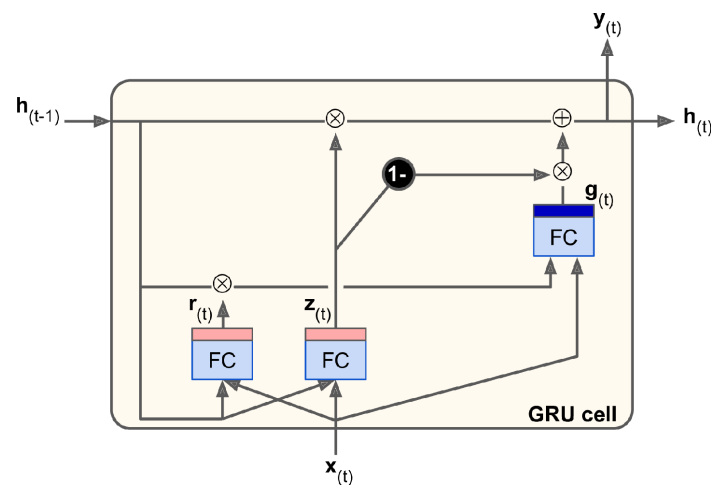 y(t)
h(t-1)
h(t)
1-
g(t)
FC
r(t)
z(t)
FC
FC
GRU cell
x(t)